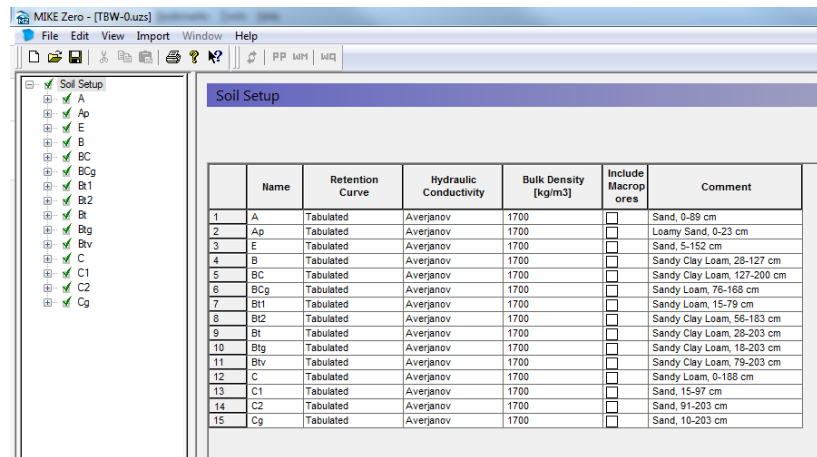 MIKE Zero - [TBW-0.uzs]
File Edit View Import Window Help
PP WM WQ
Soil Setup
A
Ap
E
B
BC
BCg
Bt1
Bt2
Bt
Btg
Btv
C
C1
C2
Cg
Soil Setup
Name Retention Curve Hydraulic Conductivity Bulk Density [kg/m3] Include Macrop ores Comment
1 A Tabulated Averjanov 1700 Sand, 0-89 cm
2 Ap Tabulated Averjanov 1700 Loamy Sand, 0-23 cm
3 E Tabulated Averjanov 1700 Sand, 5-152 cm
4 B Tabulated Averjanov 1700 Sandy Clay Loam, 28-127 cm
5 BC Tabulated Averjanov 1700 Sandy Clay Loam, 127-200 cm
6 BCg Tabulated Averjanov 1700 Sandy Loam, 76-168 cm
7 Bt1 Tabulated Averjanov 1700 Sandy Loam, 15-79 cm
8 Bt2 Tabulated Averjanov 1700 Sandy Clay Loam, 56-183 cm
9 Bt Tabulated Averjanov 1700 Sandy Clay Loam, 28-203 cm
10 Btg Tabulated Averjanov 1700 Sandy Clay Loam, 18-203 cm
11 Btv Tabulated Averjanov 1700 Sandy Clay Loam, 79-203 cm
12 C Tabulated Averjanov 1700 Sandy Loam, 0-188 cm
13 C1 Tabulated Averjanov 1700 Sand, 15-97 cm
14 C2 Tabulated Averjanov 1700 Sand, 91-203 cm
15 Cg Tabulated Averjanov 1700 Sand, 10-203 cm